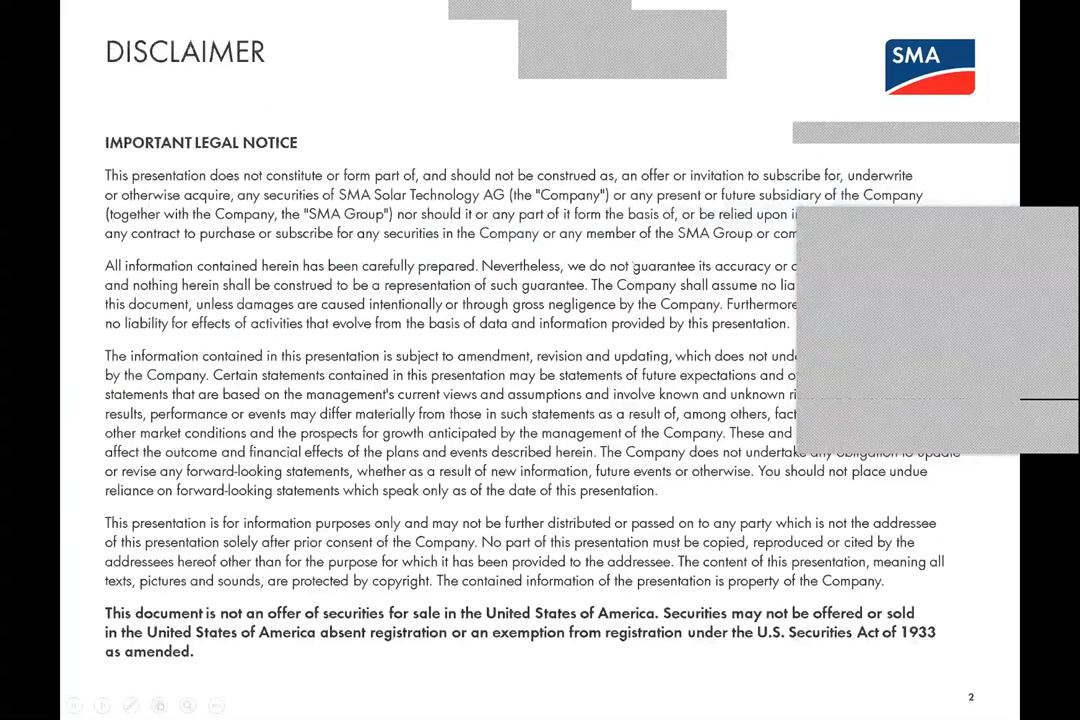 DISCLAIMER
SMA
IMPORTANT LEGAL NOTICE
This presentation does not constitute or form part of, and should not be construed as, an offer or invitation to subscribe for, underwrite
or otherwise acquire, any securities of SMA Solar Technology AG (the "Company") or any present or future subsidiary of the Company
(together with the Company, the "SMA Group") nor should it or any part of it form the basis of, or be relied upon
any contract to purchase or subscribe for any securities in the Company or any member of the SMA Group or
All information contained herein has been carefully prepared. Nevertheless, we do not guarantee its accuracy or
and nothing herein shall be construed to be a representation of such guarantee. The Company shall assume no
this document, unless damages are caused intentionally or through gross negligence by the Company.
no liability for effects of activities that evolve from the basis of data and information provided by this presentation.
The information contained in this presentation is subject to amendment, revision and updating, which does not
by the Company. Certain statements contained in this presentation may be statements of future expectations and
statements that are based on the management's current views and assumptions and involve known and unknown
results, performance or events may differ materially from those in such statements as a result of, among others,
other market conditions and the prospects for growth anticipated by the management of the Company. These and
affect the outcome and financial effects of the plans and events described herein. The Company does not undertake any obligation to update
or revise any forward-looking statements, whether as a result of new information, future events or otherwise. You should not place undue
reliance on forward-looking statements which speak only as of the date of this presentation.
This presentation is for information purposes only and may not be further distributed or passed on to any party which is not the addressee
of this presentation solely after prior consent of the Company. No part of this presentation must be copied, reproduced or cited by the
addressees hereof other than for the purpose for which it has been provided to the addressee. The content of this presentation, meaning all
texts, pictures and sounds, are protected by copyright. The contained information of the presentation is property of the Company.
This document is not an offer of securities for sale in the United States of America. Securities may not be offered or sold
in the United States of America absent registration or an exemption from registration under the U.S. Securities Act of 1933
as amended.
2